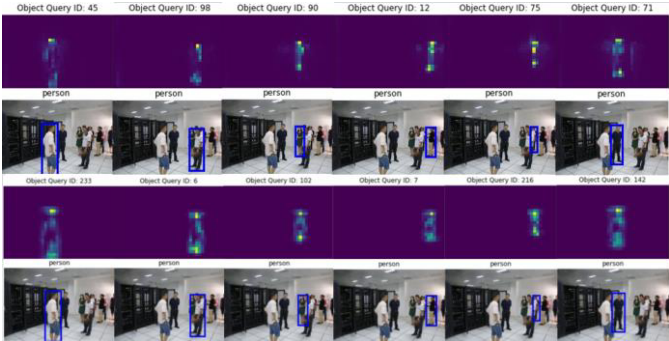 Object Query ID: 45 Object Query ID: 98 Object Query ID: 90 Object Query ID: 12 Object Query ID: 75 Object Query ID: 71
person person person person person person
Object Query ID: 233 Object Query ID: 6 Object Query ID: 102 Object Query ID: 7 Object Query ID: 216 Object Query ID: 142
person person person person person person